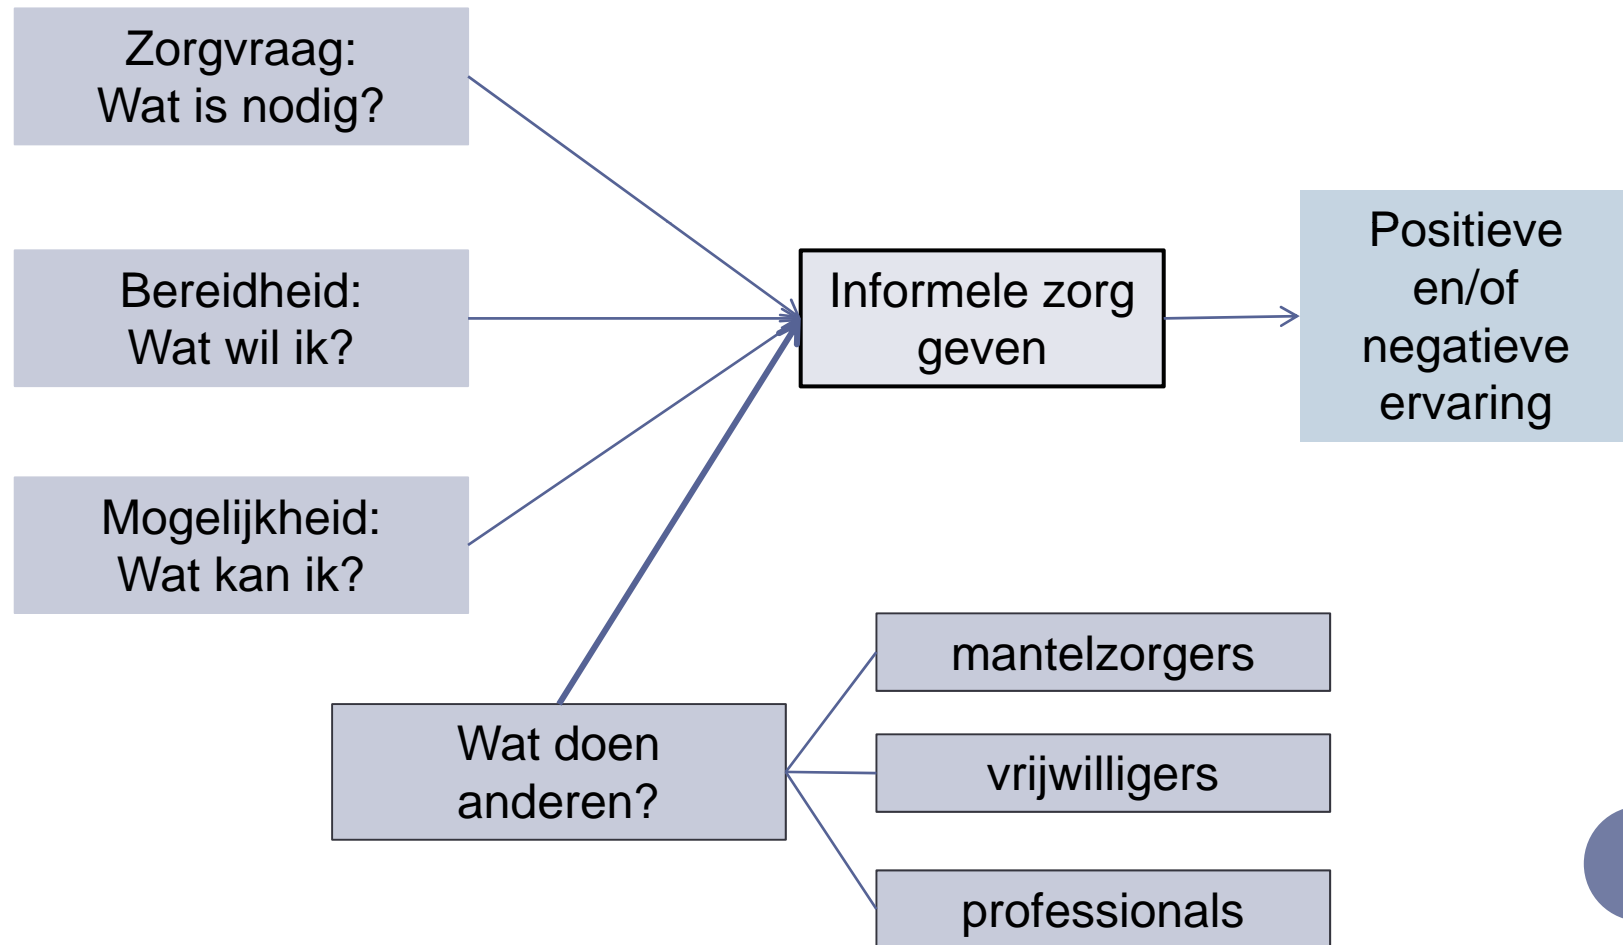 Zorgvraag:
Wat is nodig?
Bereidheid:
Wat wil ik?
Mogelijkheid:
Wat kan ik?
Informele zorg
geven
Positieve
en/of
negatieve
ervaring
Wat doen
anderen?
mantelzorgers
vrijwilligers
professionals